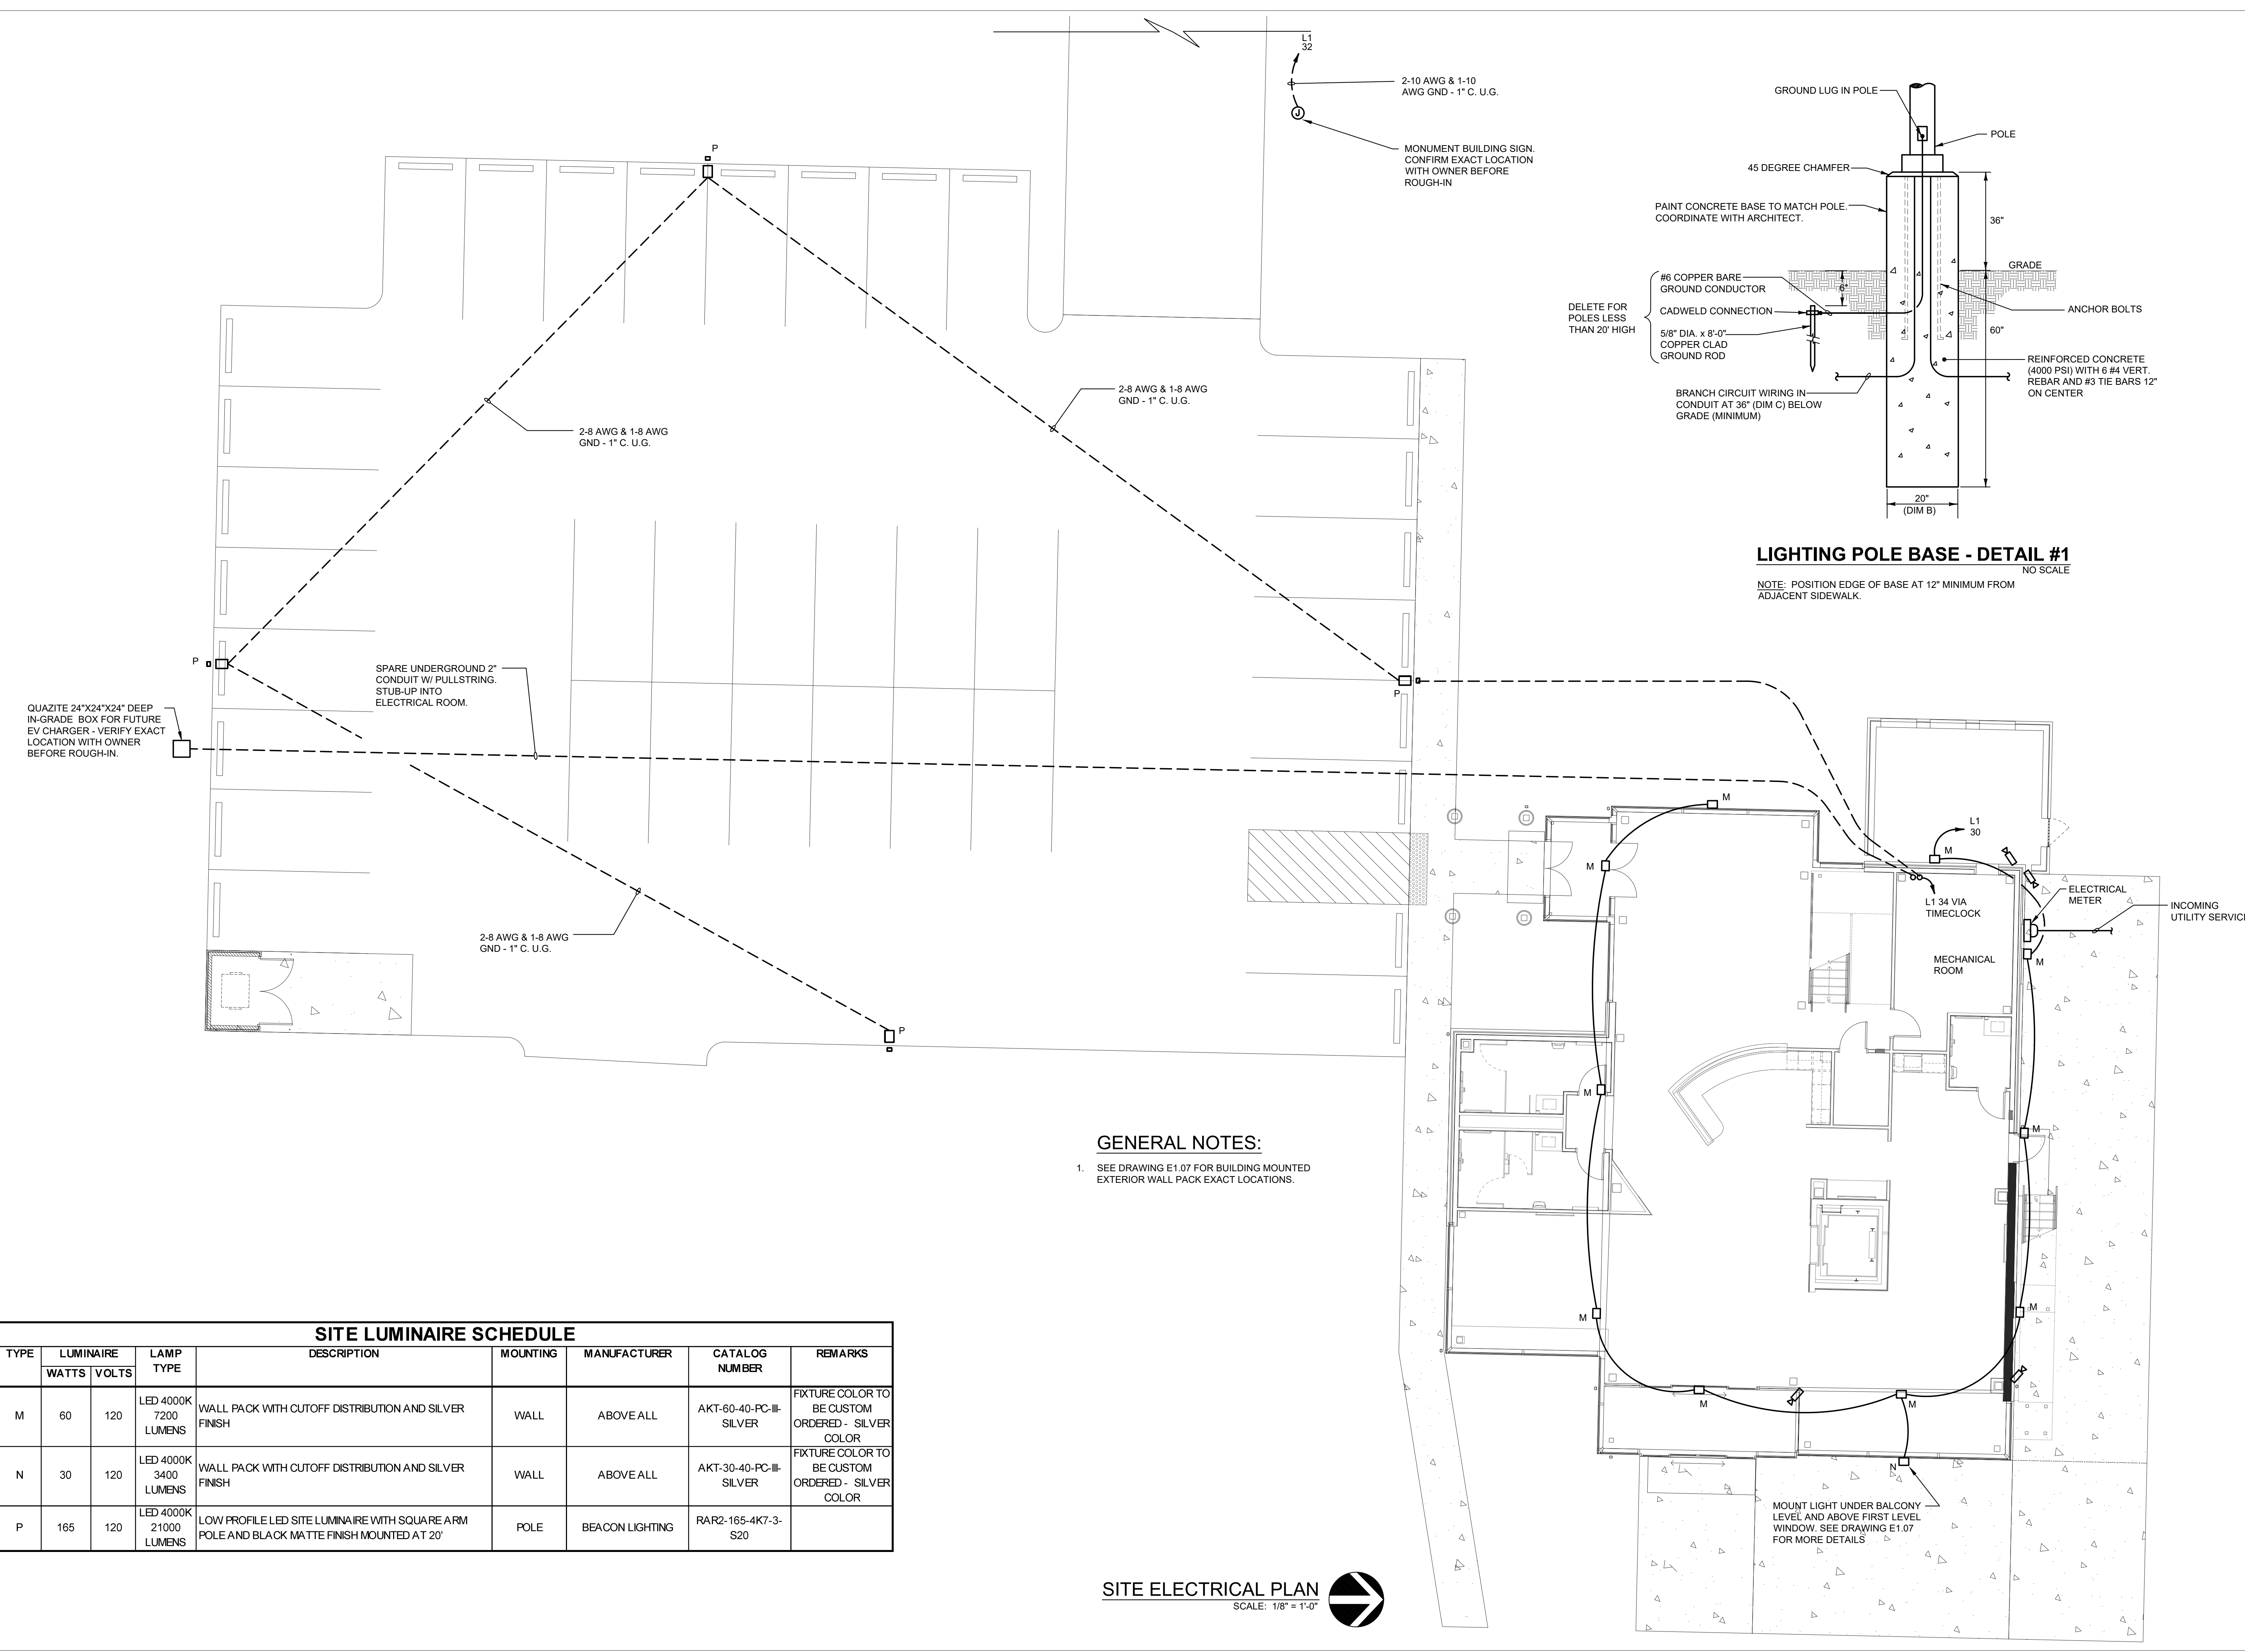 L1
32
2-10 AWG & 1-10
AWG GND - 1" C. U.G.
J
MONUMENT BUILDING SIGN.
CONFIRM EXACT LOCATION
WITH OWNER BEFORE
ROUGH-IN
GROUND LUG IN POLE
POLE
45 DEGREE CHAMFER
PAINT CONCRETE BASE TO MATCH POLE.
COORDINATE WITH ARCHITECT.
36"
GRADE
#6 COPPER BARE
GROUND CONDUCTOR
6"
DELETE FOR
POLES LESS
THAN 20' HIGH
CADWELD CONNECTION
ANCHOR BOLTS
5/8" DIA. x 8'-0"
COPPER CLAD
GROUND ROD
60"
REINFORCED CONCRETE
(4000 PSI) WITH 6 #4 VERT.
REBAR AND #3 TIE BARS 12"
ON CENTER
BRANCH CIRCUIT WIRING IN
CONDUIT AT 36" (DIM C) BELOW
GRADE (MINIMUM)
20"
(DIM B)
LIGHTING POLE BASE - DETAIL #1
NO SCALE
NOTE: POSITION EDGE OF BASE AT 12" MINIMUM FROM
ADJACENT SIDEWALK.
P
2-8 AWG & 1-8 AWG
GND - 1" C. U.G.
2-8 AWG & 1-8 AWG
GND - 1" C. U.G.
P
SPARE UNDERGROUND 2"
CONDUIT W/ PULLSTRING.
STUB-UP INTO
ELECTRICAL ROOM.
P
QUAZITE 24"X24"X24" DEEP
IN-GRADE BOX FOR FUTURE
EV CHARGER - VERIFY EXACT
LOCATION WITH OWNER
BEFORE ROUGH-IN.
2-8 AWG & 1-8 AWG
GND - 1" C. U.G.
P
M
M
L1
30
M
L1 34 VIA
TIMECLOCK
ELECTRICAL
METER
INCOMING
UTILITY SERVICE
MECHANICAL
ROOM
M
M
M
M
M
M
M
N
MOUNT LIGHT UNDER BALCONY
LEVEL AND ABOVE FIRST LEVEL
WINDOW. SEE DRAWING E1.07
FOR MORE DETAILS
GENERAL NOTES:
1. SEE DRAWING E1.07 FOR BUILDING MOUNTED
EXTERIOR WALL PACK EXACT LOCATIONS.
SITE LUMINAIRE SCHEDULE
TYPE LUMINAIRE LAMP TYPE DESCRIPTION MOUNTING MANUFACTURER CATALOG NUMBER REMARKS
WATTS VOLTS
M 60 120 LED 4000K 7200 LUMENS WALL PACK WITH CUTOFF DISTRIBUTION AND SILVER FINISH WALL ABOVE ALL AKT-60-40-PC-III-SILVER FIXTURE COLOR TO BE CUSTOM ORDERED - SILVER COLOR
N 30 120 LED 4000K 3400 LUMENS WALL PACK WITH CUTOFF DISTRIBUTION AND SILVER FINISH WALL ABOVE ALL AKT-30-40-PC-III-SILVER FIXTURE COLOR TO BE CUSTOM ORDERED - SILVER COLOR
P 165 120 LED 4000K 21000 LUMENS LOW PROFILE LED SITE LUMINAIRE WITH SQUARE ARM POLE AND BLACK MATTE FINISH MOUNTED AT 20' POLE BEACON LIGHTING RAR2-165-4K7-3-S20
SITE ELECTRICAL PLAN
SCALE: 1/8" = 1'-0"